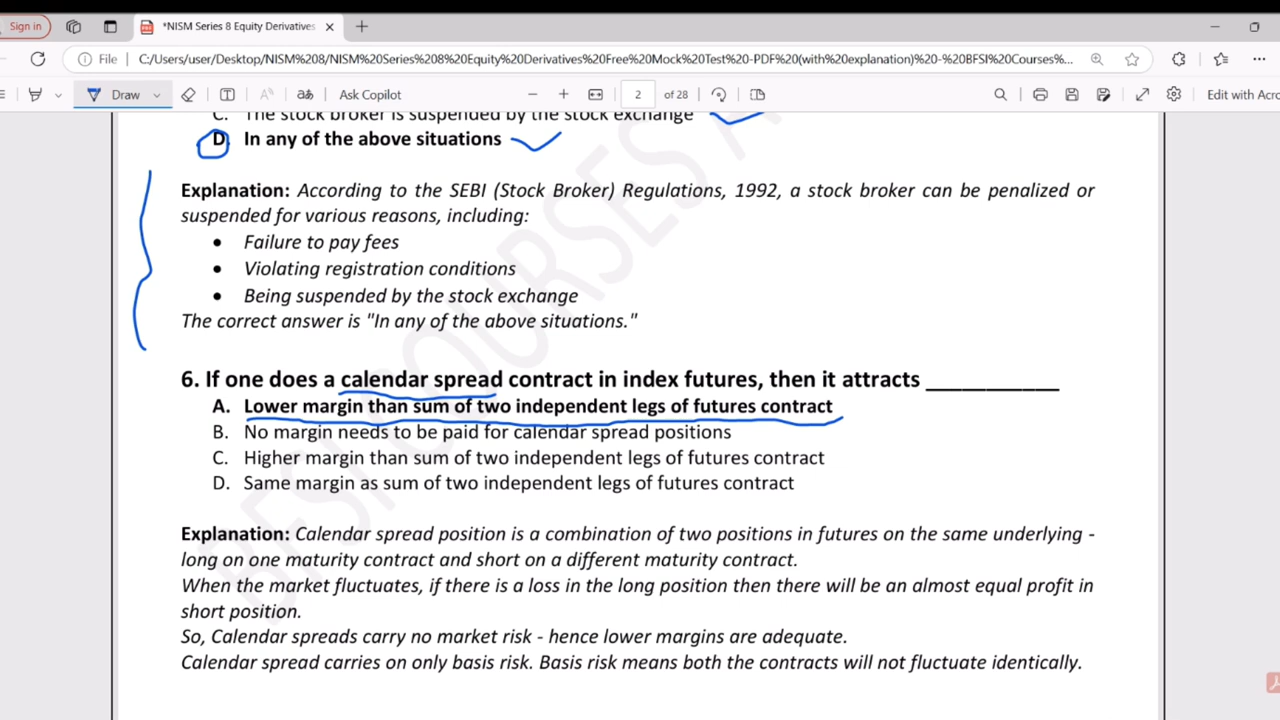 Sign in
*NISM Series 8 Equity Derivatives
File C:/Users/user/Desktop/NISM%208/NISM%20Series%208%20Equity%20Derivatives%20Free%20Mock%20Test%20-PDF%20(with%20explanation)%20-%20BFSI%20Courses%...
Draw Ask Copilot 2 of 28 Edit with Acro
C. The stock broker is suspended by the stock exchange
D. In any of the above situations
Explanation: According to the SEBI (Stock Broker) Regulations, 1992, a stock broker can be penalized or
suspended for various reasons, including:
• Failure to pay fees
• Violating registration conditions
• Being suspended by the stock exchange
The correct answer is "In any of the above situations."
6. If one does a calendar spread contract in index futures, then it attracts ___________
A. Lower margin than sum of two independent legs of futures contract
B. No margin needs to be paid for calendar spread positions
C. Higher margin than sum of two independent legs of futures contract
D. Same margin as sum of two independent legs of futures contract
Explanation: Calendar spread position is a combination of two positions in futures on the same underlying -
long on one maturity contract and short on a different maturity contract.
When the market fluctuates, if there is a loss in the long position then there will be an almost equal profit in
short position.
So, Calendar spreads carry no market risk - hence lower margins are adequate.
Calendar spread carries on only basis risk. Basis risk means both the contracts will not fluctuate identically.
BFSI COURSES A